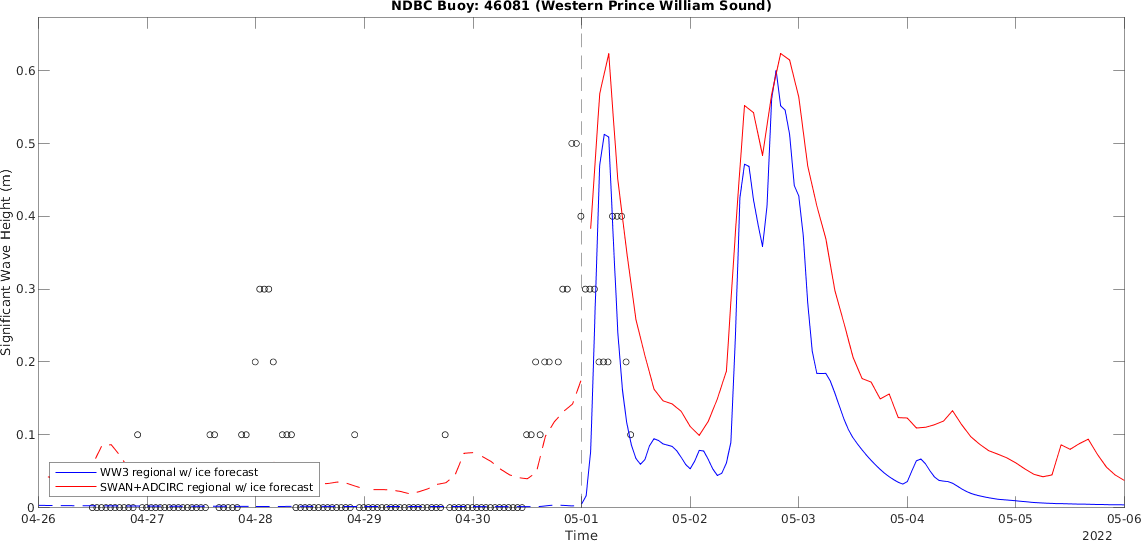 NDBC Buoy: 46081 (Western Prince William Sound)
Significant Wave Height (m)
0.6
0.5
0.4
0.3
0.2
0.1
0
WW3 regional w/ ice forecast
SWAN+ADCIRC regional w/ ice forecast
04-26 04-27 04-28 04-29 04-30 05-01 05-02 05-03 05-04 05-05 05-06
Time
2022